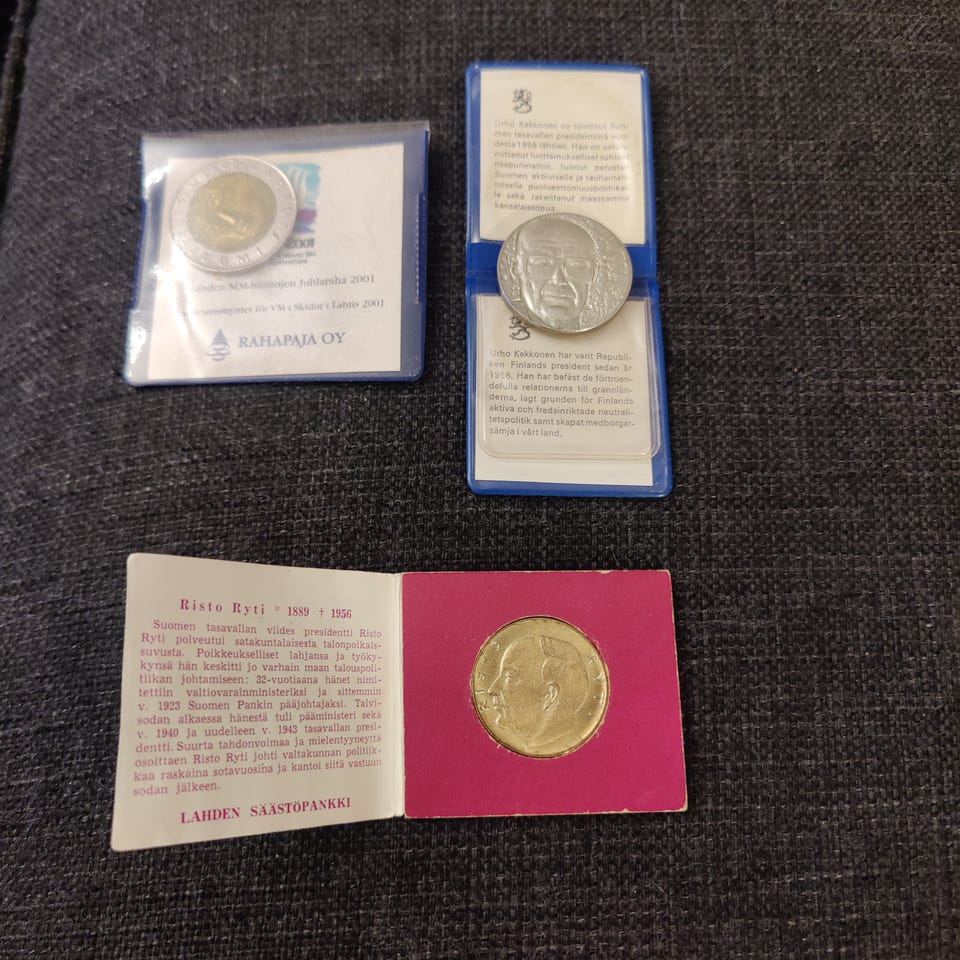 SUOMI
2001
Lahden MM-hiihtojen Juhlaraha 2001
för VM i Skidor i Lahtis 2001
RAHAPAJA OY
Urho Kekkonen on toiminut Suo-
men tasavallan presidenttinä vuo-
desta 1956 lähtien. Hän on vakiin-
nuttanut luottamukselliset suhteet
naapurimaihin, luonut perustan
Suomen aktiiviselle ja rauhantah-
toiselle puolueettomuuspolitiikal-
le sekä rakentanut maassamme
kansalaissopua.
Urho Kekkonen har varit Republi-
ken Finlands president sedan år
1956. Han har befäst de förtroen-
defulla relationerna till grannlän-
derna, lagt grunden för Finlands
aktiva och fredsinriktade neutrali-
tetspolitik samt skapat medborgar-
sämja i vårt land.
Risto Ryti * 1889 † 1956
Suomen tasavallan viides presidentti Risto
Ryti polveutui satakuntalaisesta talonpoikais-
suvusta. Poikkeukselliset lahjansa ja työky-
kynsä hän keskitti jo varhain maan talouspoli-
tiikan johtamiseen: 32-vuotiaana hänet nimi-
tettiin valtiovarainministeriksi ja sittemmin
v. 1923 Suomen Pankin pääjohtajaksi. Talvi-
sodan alkaessa hänestä tuli pääministeri sekä
v. 1940 ja uudelleen v. 1943 tasavallan presi-
dentti. Suurta tahdonvoimaa ja mielentyyneyttä
osoittaen Risto Ryti johti valtakunnan politiik-
kaa raskaina sotavuosina ja kantoi siitä vastuun
sodan jälkeen.
LAHDEN SÄÄSTÖPANKKI
RISTO RYTI